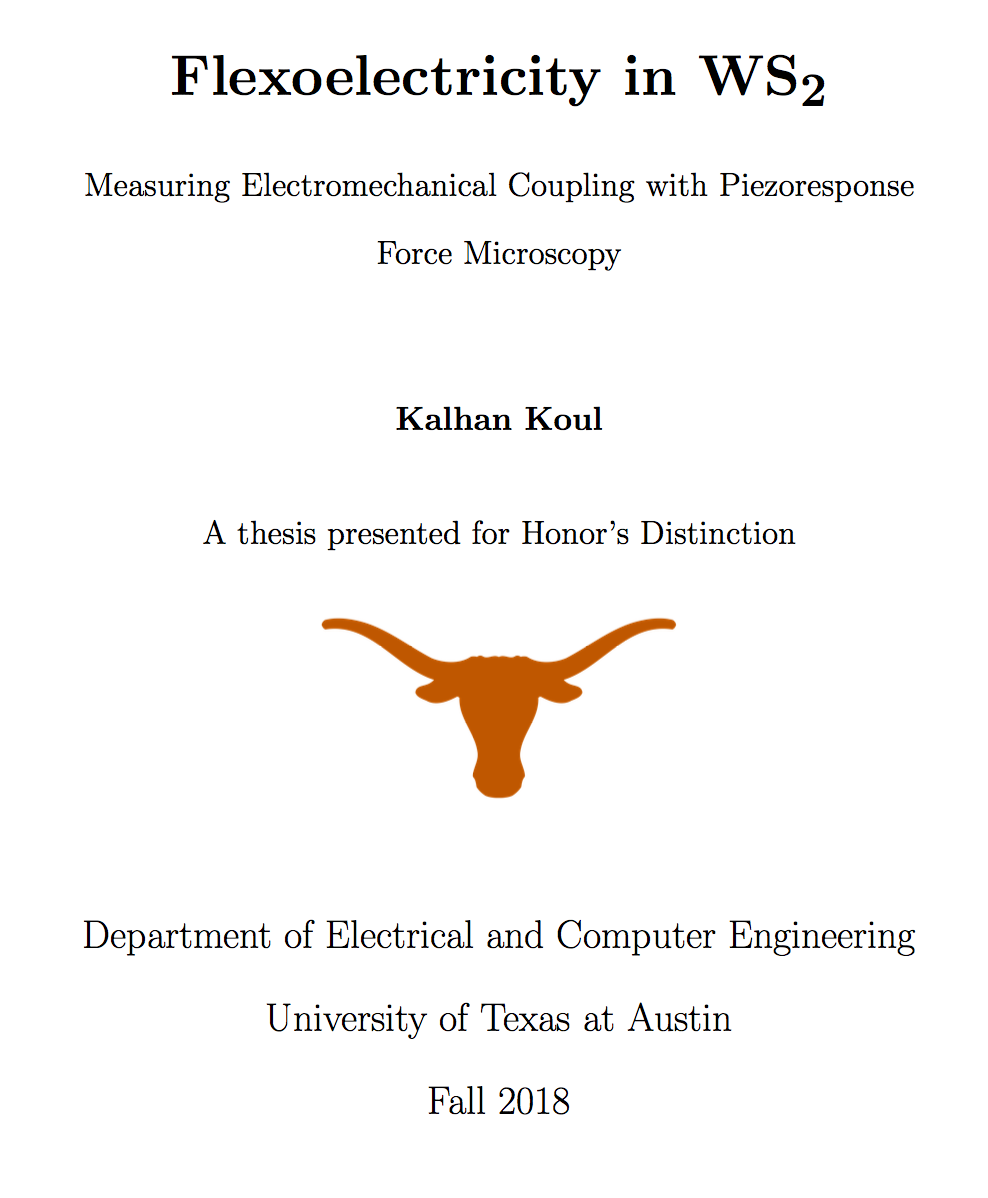 Flexoelectricity in WS₂
Measuring Electromechanical Coupling with Piezoresponse
Force Microscopy
Kalhan Koul
A thesis presented for Honor’s Distinction
Department of Electrical and Computer Engineering
University of Texas at Austin
Fall 2018